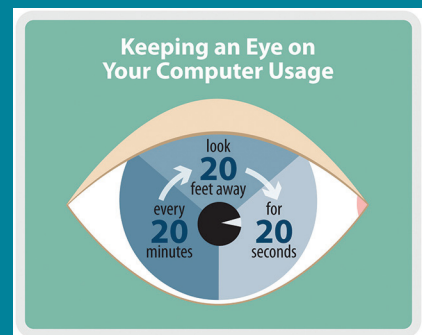 Keeping an Eye on
Your Computer Usage
every
20
minutes
look
20
feet away
for
20
seconds